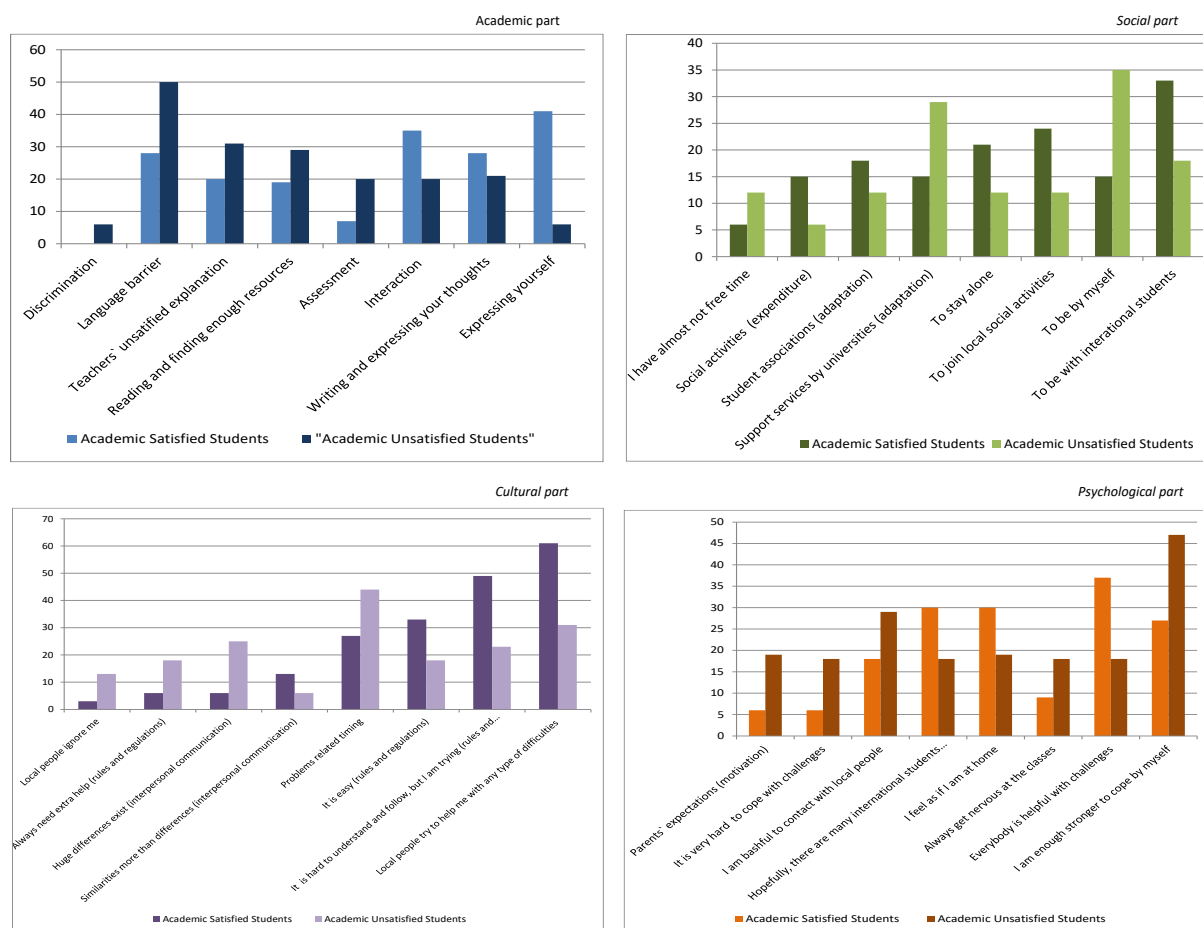 Academic part
60
50
40
30
20
10
0
Discrimination
Language barrier
Teachers` unsatified explanation
Reading and finding enough resources
Assessment
Interaction
Writing and expressing your thoughts
Expressing yourself
Academic Satisfied Students
"Academic Unsatisfied Students"
Social part
40
35
30
25
20
15
10
5
0
I have almost not free time
Social activities (expenditure)
Student associations (adaptation)
Support services by universities (adaptation)
To stay alone
To join local social activities
To be by myself
To be with interational students
Academic Satisfied Students
Academic Unsatisfied Students
Cultural part
70
60
50
40
30
20
10
0
Local people ignore me
Always need extra help (rules and regulations)
Huge differences exist (interpersonal communication)
Similarities more than differences (interpersonal communication)
Problems related timing
It is easy (rules and regulations)
It is hard to understand and follow, but I am trying (rules and...
Local people try to help me with any type of difficulties
Academic Satisfied Students
Academic Unsatisfied Students
Psychological part
50
45
40
35
30
25
20
15
10
5
0
Parents` expectations (motivation)
It is very hard to cope with challenges
I am bashful to contact with local people
Hopefully, there are many international students...
I feel as if I am at home
Always get nervous at the classes
Everybody is helpful with challenges
I am enough stronger to cope by myself
Academic Satisfied Students
Academic Unsatisfied Students